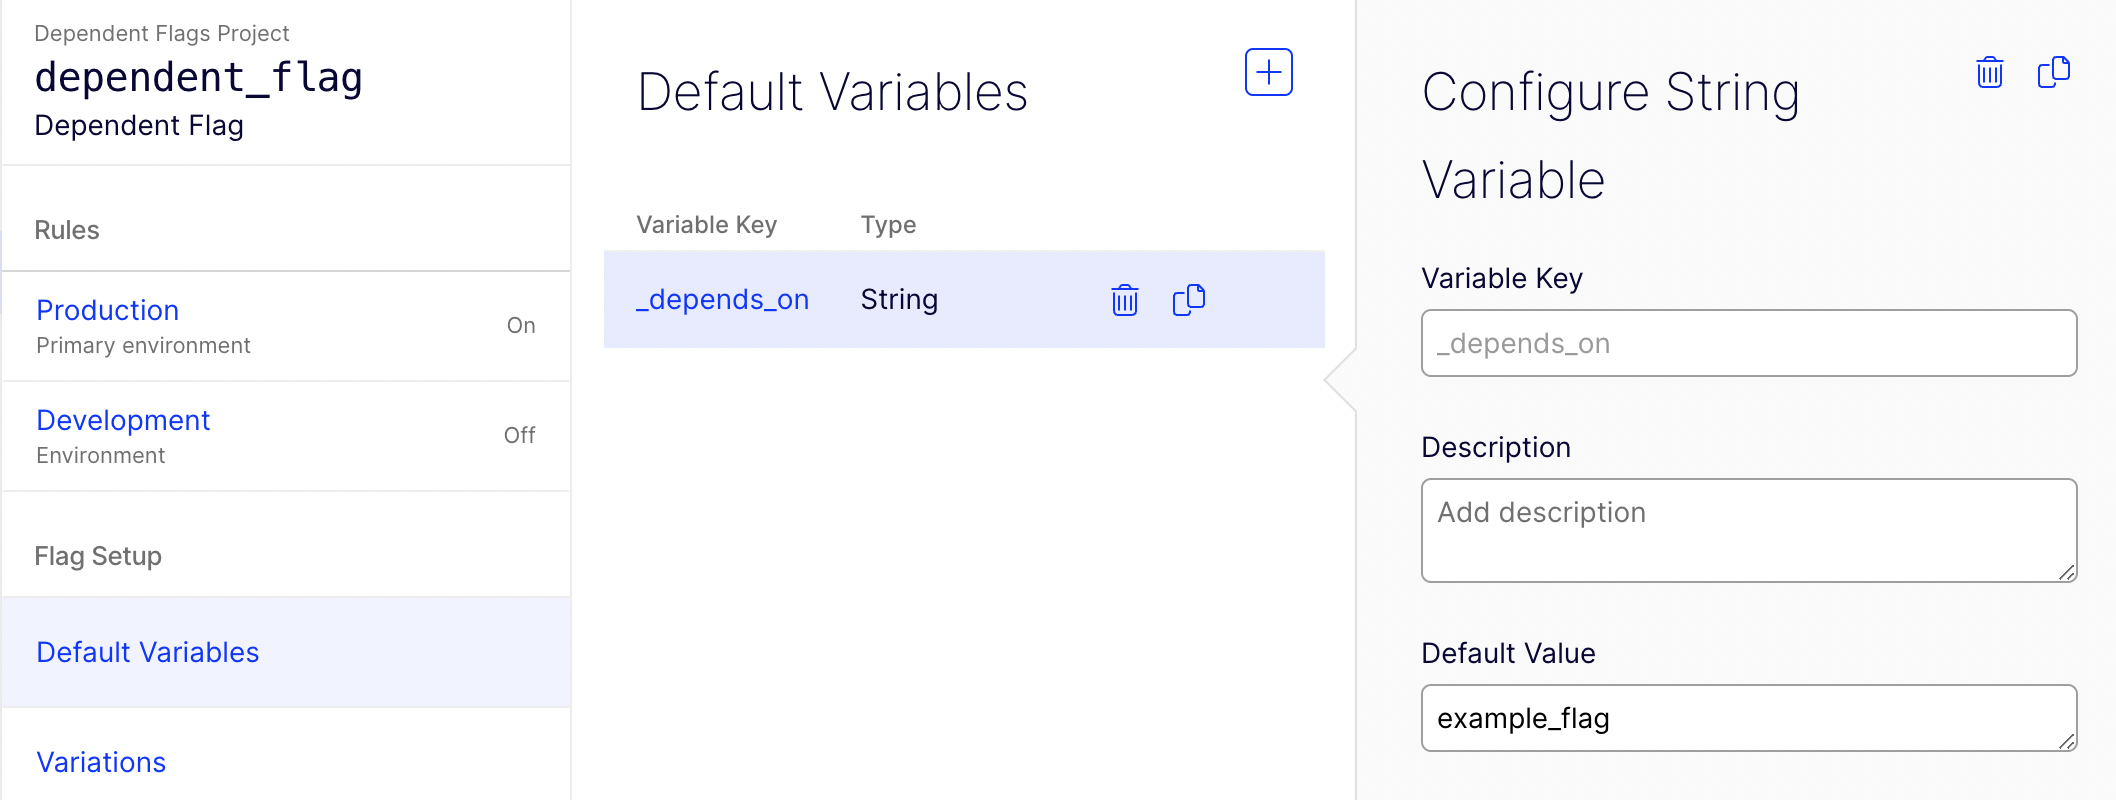 Dependent Flags Project
dependent_flag
Dependent Flag
Rules
Production
Primary environment
On
Development
Environment
Off
Flag Setup
Default Variables
Variations
Default Variables
Variable Key Type
_depends_on String
Configure String
Variable
Variable Key
_depends_on
Description
Add description
Default Value
example_flag